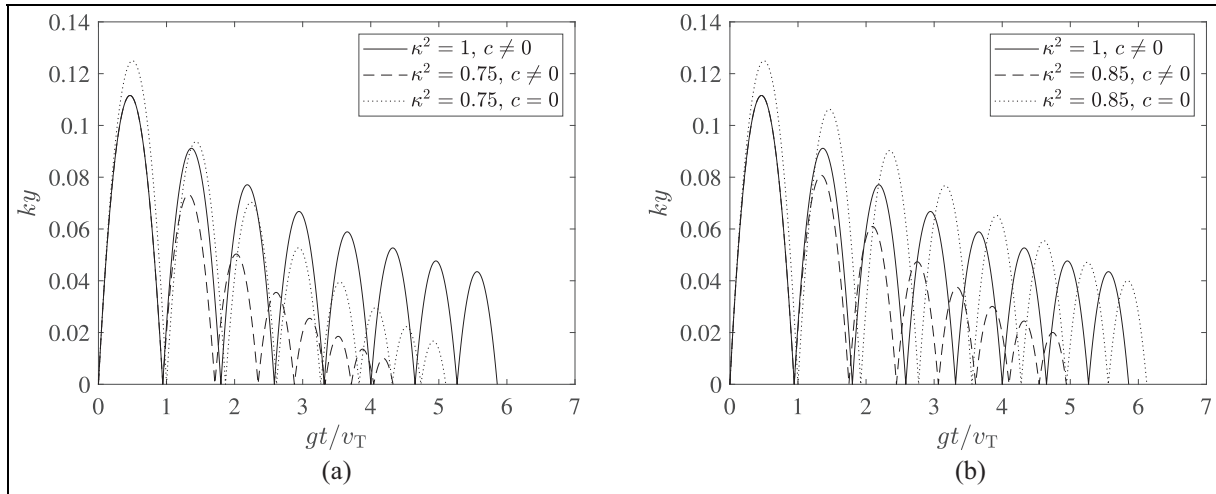 0.14
0.12
0.1
0.08
0.06
0.04
0.02
0
ky
κ² = 1, c ≠ 0
κ² = 0.75, c ≠ 0
κ² = 0.75, c = 0
0 1 2 3 4 5 6 7
gt/v_T
(a)
0.14
0.12
0.1
0.08
0.06
0.04
0.02
0
ky
κ² = 1, c ≠ 0
κ² = 0.85, c ≠ 0
κ² = 0.85, c = 0
0 1 2 3 4 5 6 7
gt/v_T
(b)